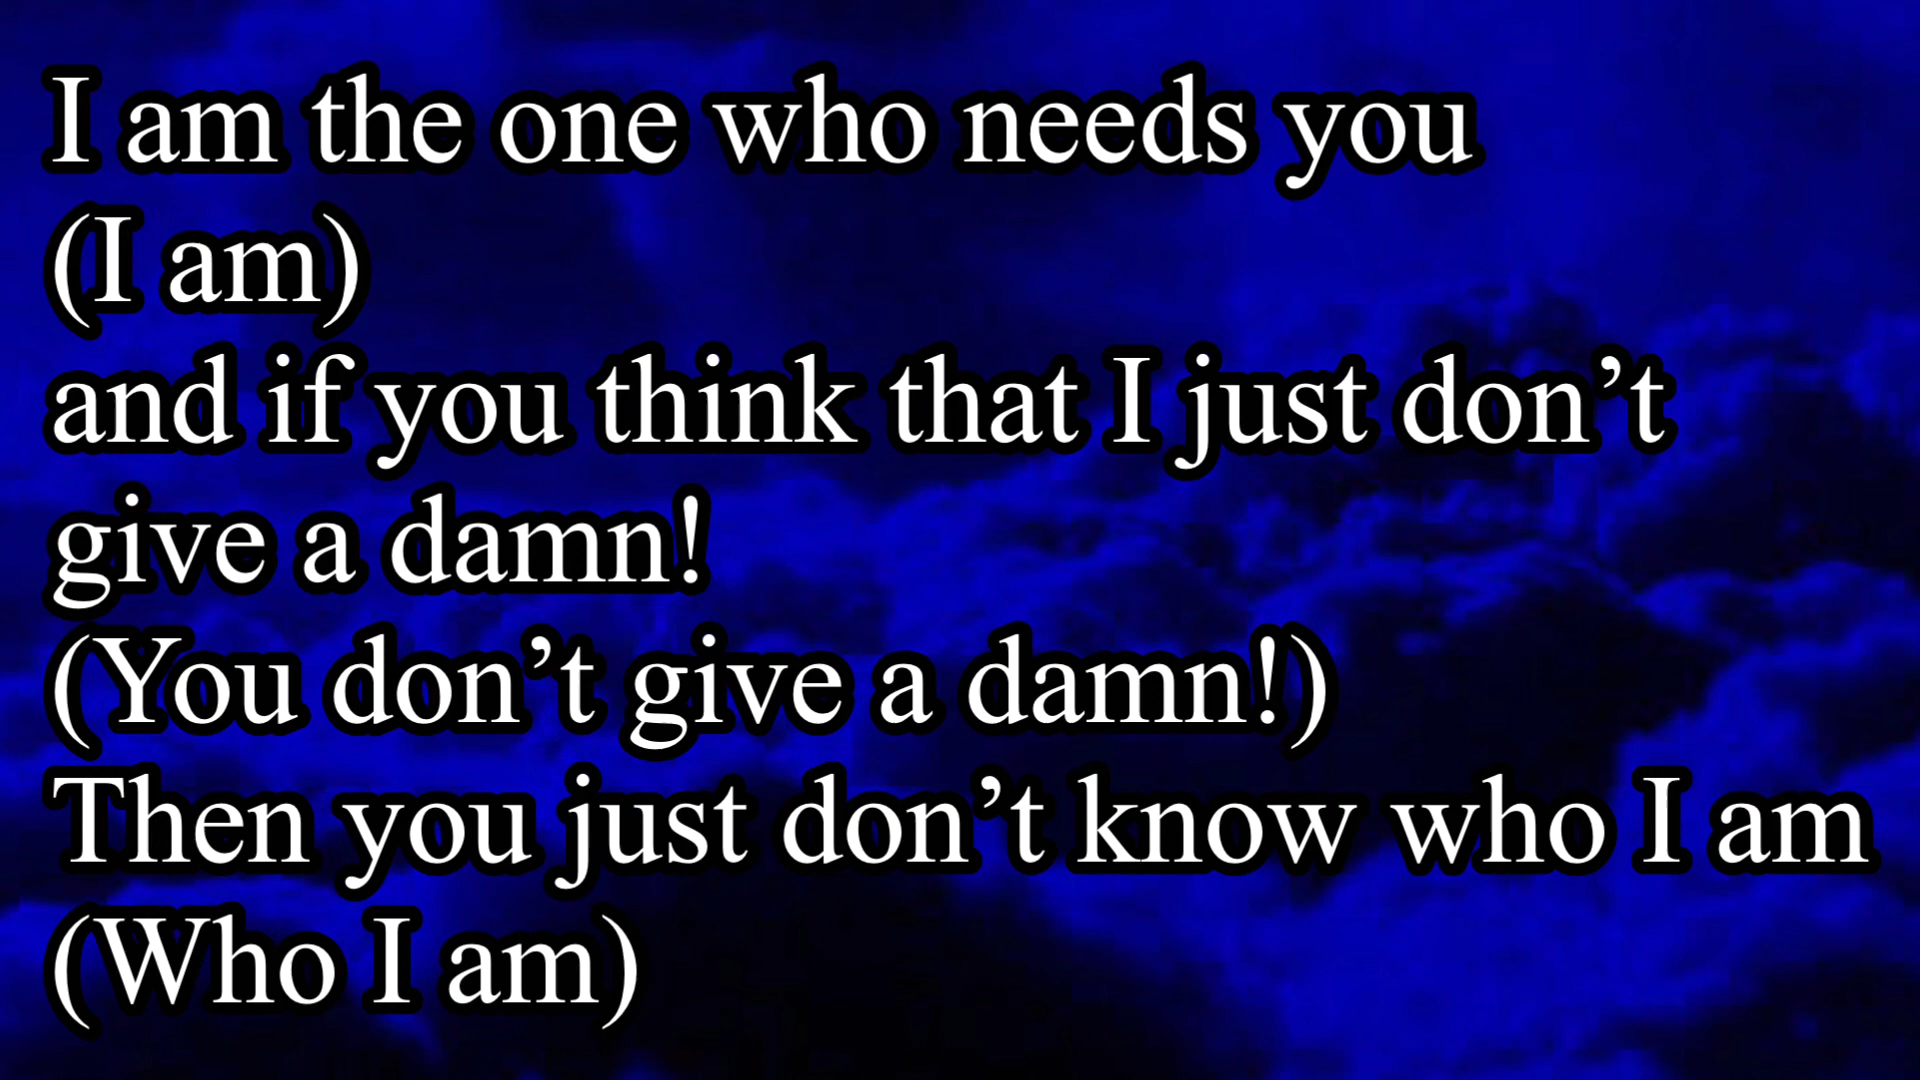 I am the one who needs you
(I am)
and if you think that I just don’t
give a damn!
(You don’t give a damn!)
Then you just don’t know who I am
(Who I am)